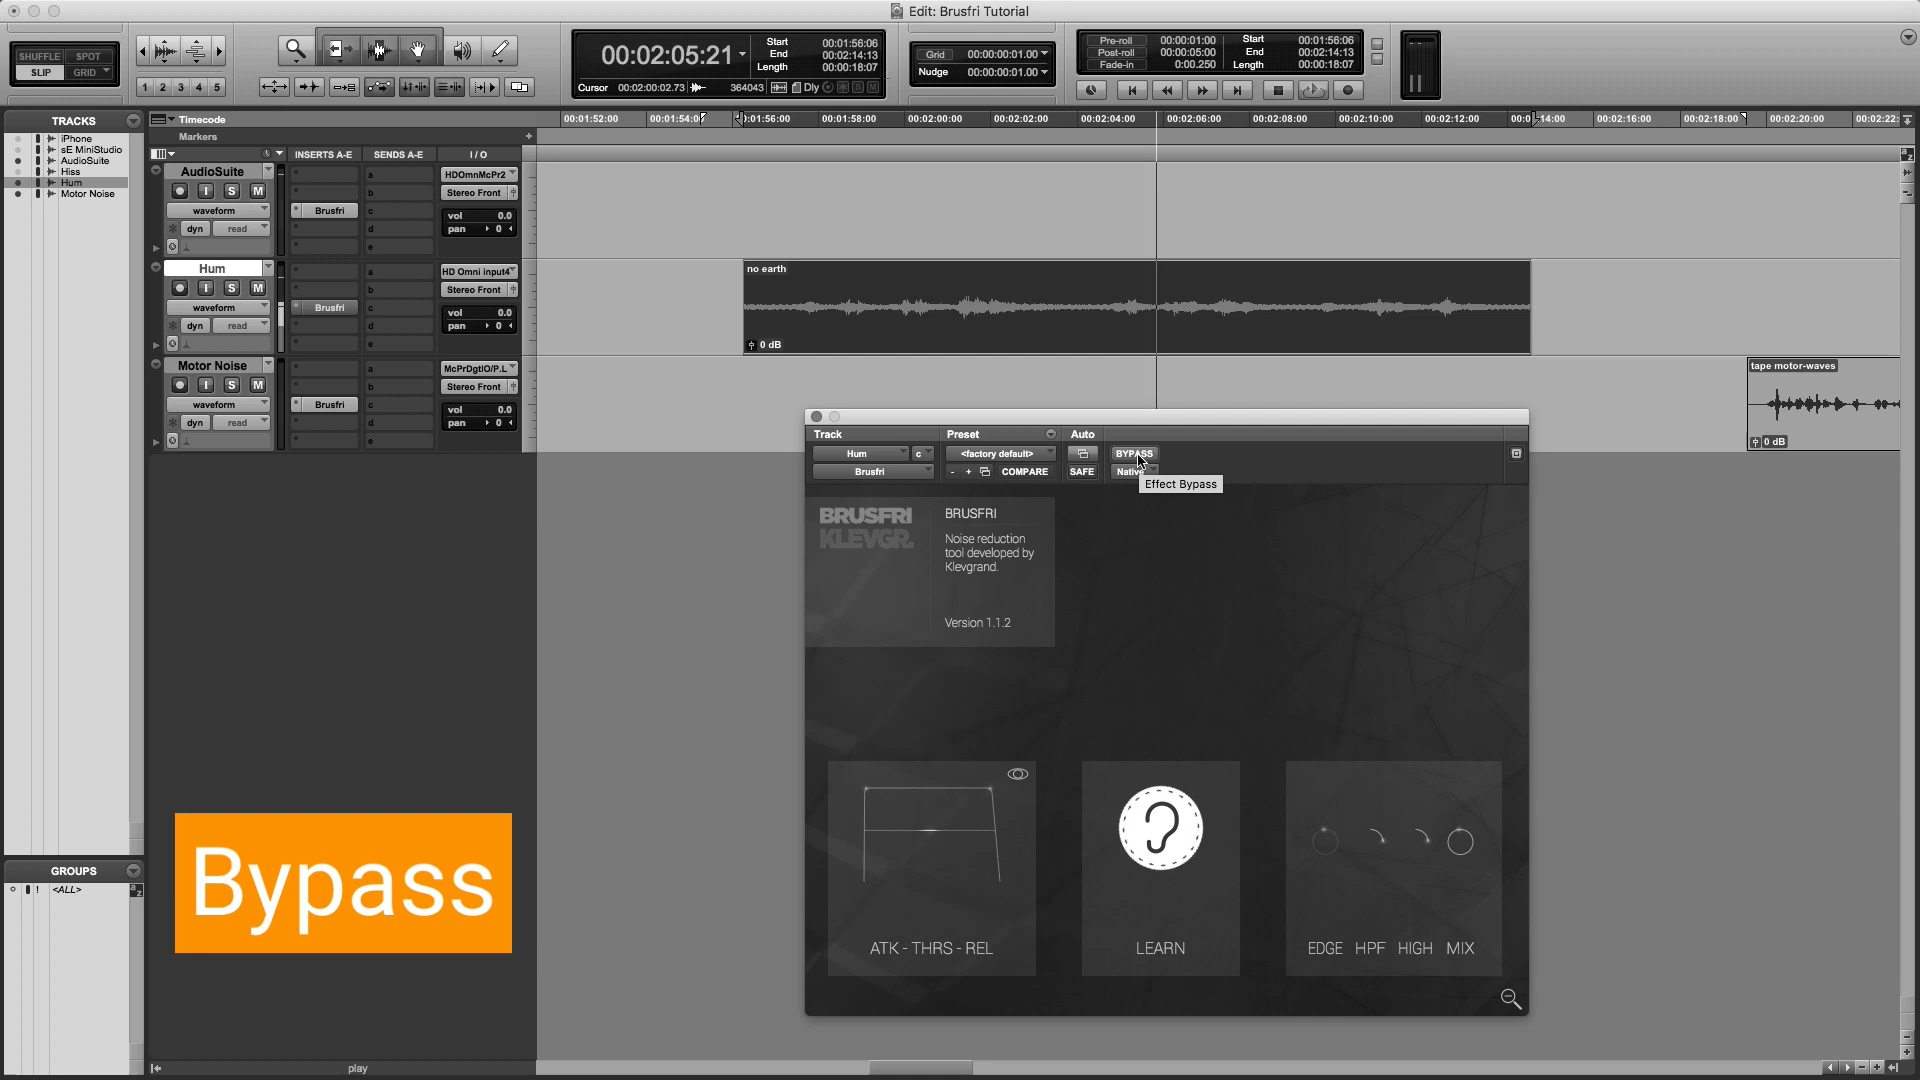 Edit: Brusfri Tutorial
SHUFFLE SPOT
SLIP GRID
1 2 3 4 5
00:02:05:21
Start 00:01:56:06
End 00:02:14:13
Length 00:00:18:07
Cursor 00:02:00:02.73 364043 Dly S M
Grid 00:00:00:01.00
Nudge 00:00:00:01.00
Pre-roll 00:00:01:00
Post-roll 00:00:05:00
Fade-in 0:00.250
Start 00:01:56:06
End 00:02:14:13
Length 00:00:18:07
TRACKS
iPhone
sE MiniStudio
AudioSuite
Hiss
Hum
Motor Noise
Timecode
00:01:52:00 00:01:54:00 0:01:56:00 00:01:58:00 00:02:00:00 00:02:02:00 00:02:04:00 00:02:06:00 00:02:08:00 00:02:10:00 00:02:12:00 00:0 14:00 00:02:16:00 00:02:18:00 00:02:20:00 00:02:22:
Markers +
INSERTS A-E SENDS A-E I / O
AudioSuite
I S M
waveform
dyn read
Brusfri
a
b
c
d
e
HDOmnMcPr2
Stereo Front
vol 0.0
pan 0
Hum
I S M
waveform
dyn read
Brusfri
a
b
c
d
e
HD Omni input4
Stereo Front
vol 0.0
pan 0
no earth
0 dB
Motor Noise
I S M
waveform
dyn read
Brusfri
a
b
c
d
e
McPrDgtlO/P.L
Stereo Front
vol 0.0
pan 0
tape motor-waves
0 dB
Track Preset Auto
Hum c <factory default> BYPASS
Brusfri - + COMPARE SAFE Native
Effect Bypass
BRUSFRI
KLEVGR.
BRUSFRI
Noise reduction
tool developed by
Klevgrand.
Version 1.1.2
ATK - THRS - REL
LEARN
EDGE HPF HIGH MIX
GROUPS
! <ALL>
a z
Bypass
play